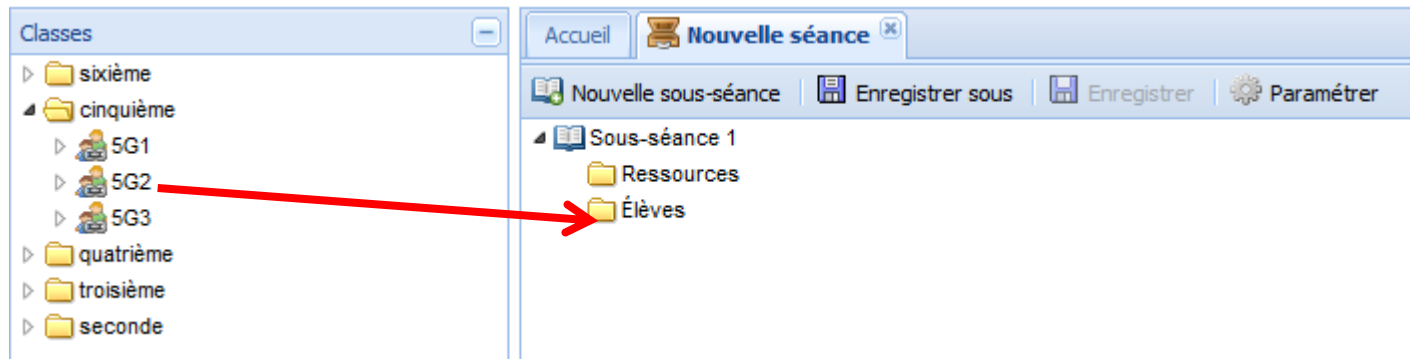 Classes
sixième
cinquième
5G1
5G2
5G3
quatrième
troisième
seconde
Accueil Nouvelle séance
Nouvelle sous-séance Enregistrer sous Enregistrer Paramétrer
Sous-séance 1
Ressources
Élèves